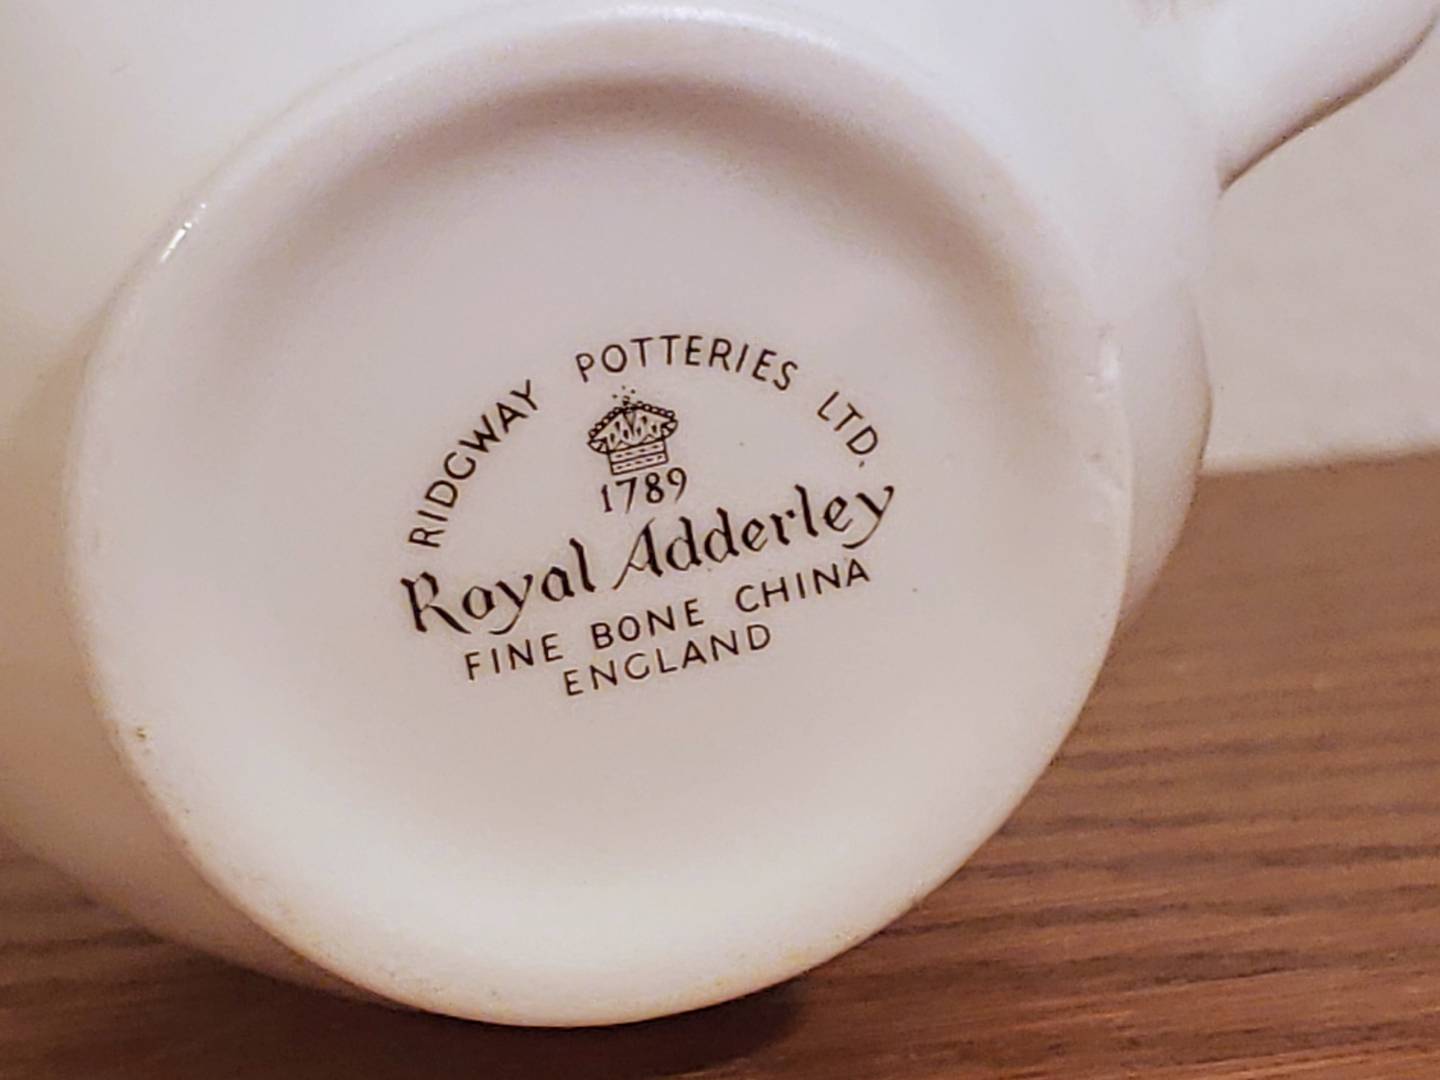 RIDGWAY POTTERIES LTD.
1789
Royal Adderley
FINE BONE CHINA
ENGLAND